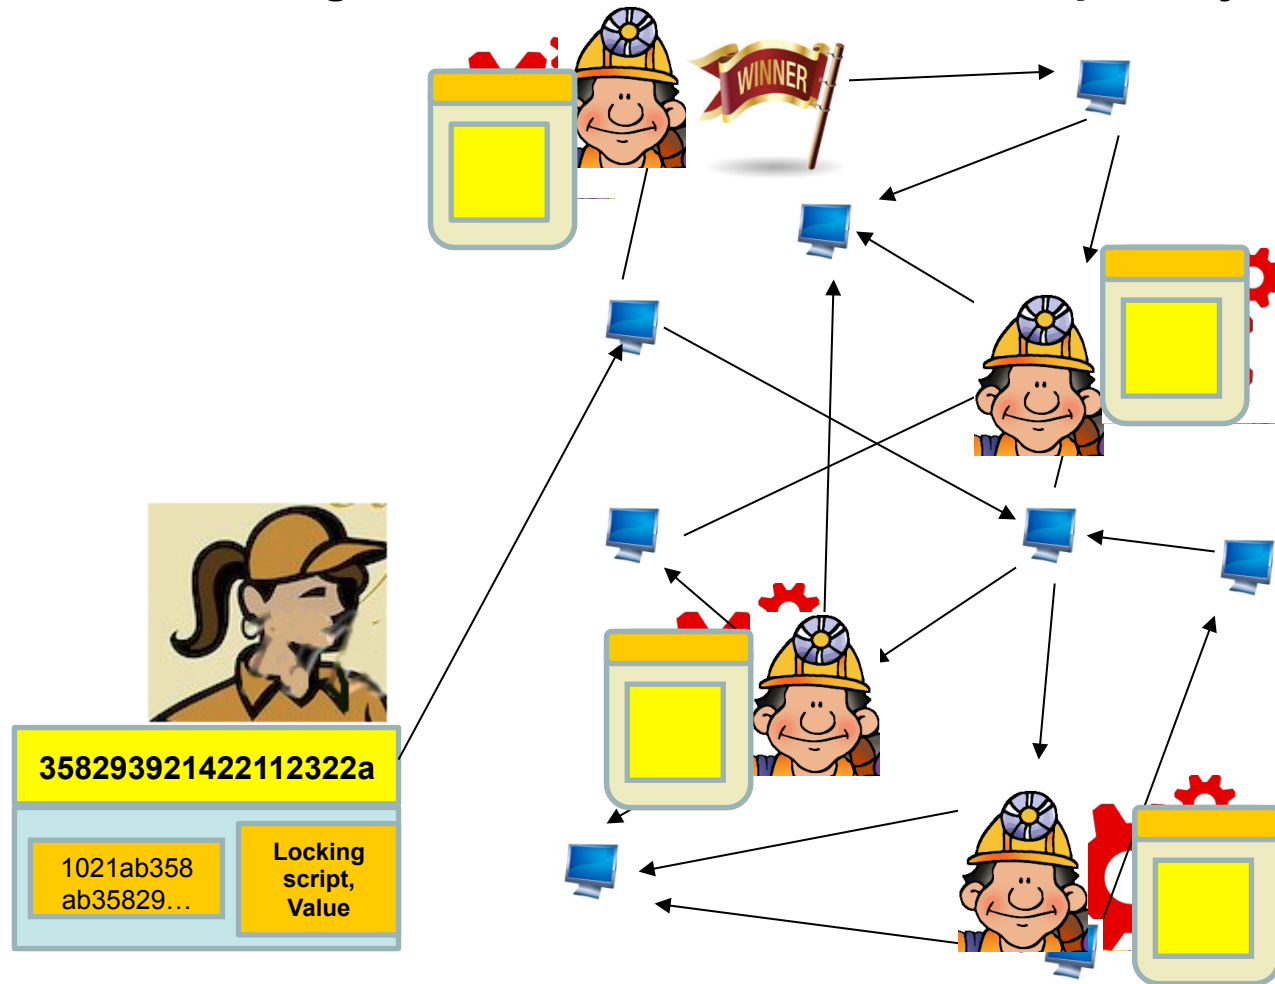 WINNER
358293921422112322a
1021ab358
ab35829…
Locking
script,
Value